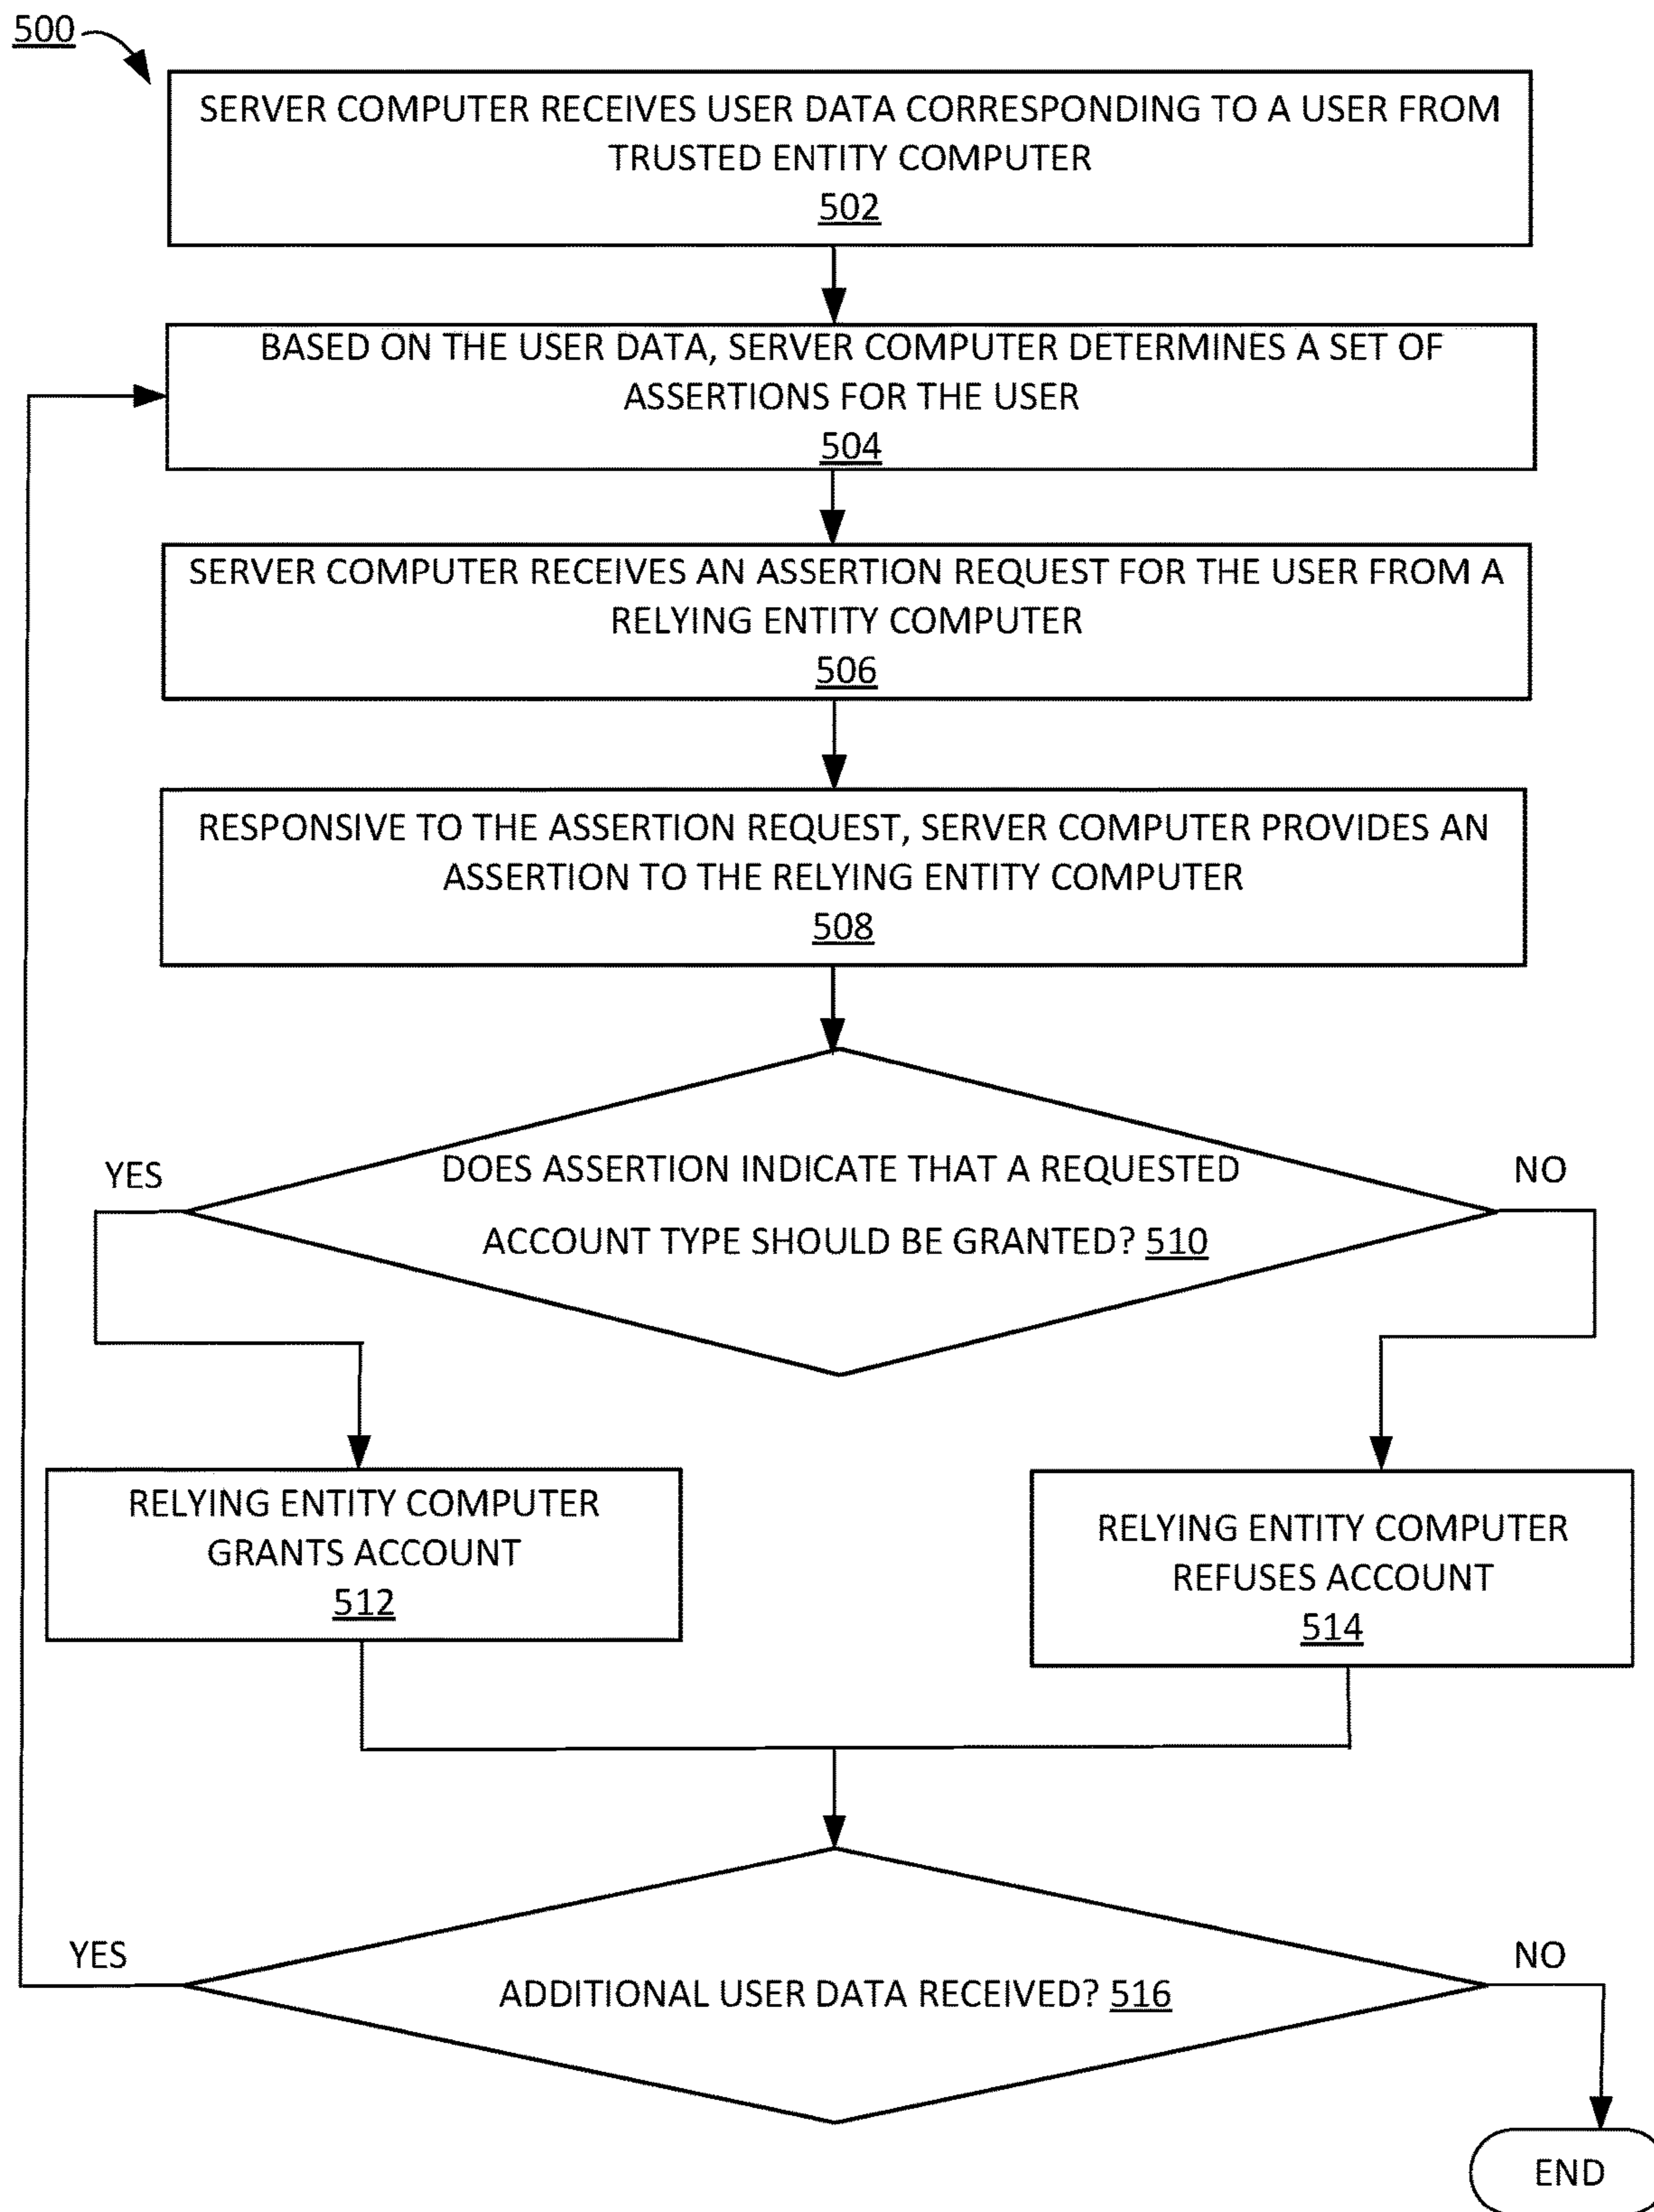 500
SERVER COMPUTER RECEIVES USER DATA CORRESPONDING TO A USER FROM
TRUSTED ENTITY COMPUTER
502
BASED ON THE USER DATA, SERVER COMPUTER DETERMINES A SET OF
ASSERTIONS FOR THE USER
504
SERVER COMPUTER RECEIVES AN ASSERTION REQUEST FOR THE USER FROM A
RELYING ENTITY COMPUTER
506
RESPONSIVE TO THE ASSERTION REQUEST, SERVER COMPUTER PROVIDES AN
ASSERTION TO THE RELYING ENTITY COMPUTER
508
YES
DOES ASSERTION INDICATE THAT A REQUESTED
ACCOUNT TYPE SHOULD BE GRANTED? 510
NO
RELYING ENTITY COMPUTER
GRANTS ACCOUNT
512
RELYING ENTITY COMPUTER
REFUSES ACCOUNT
514
YES
ADDITIONAL USER DATA RECEIVED? 516
NO
END